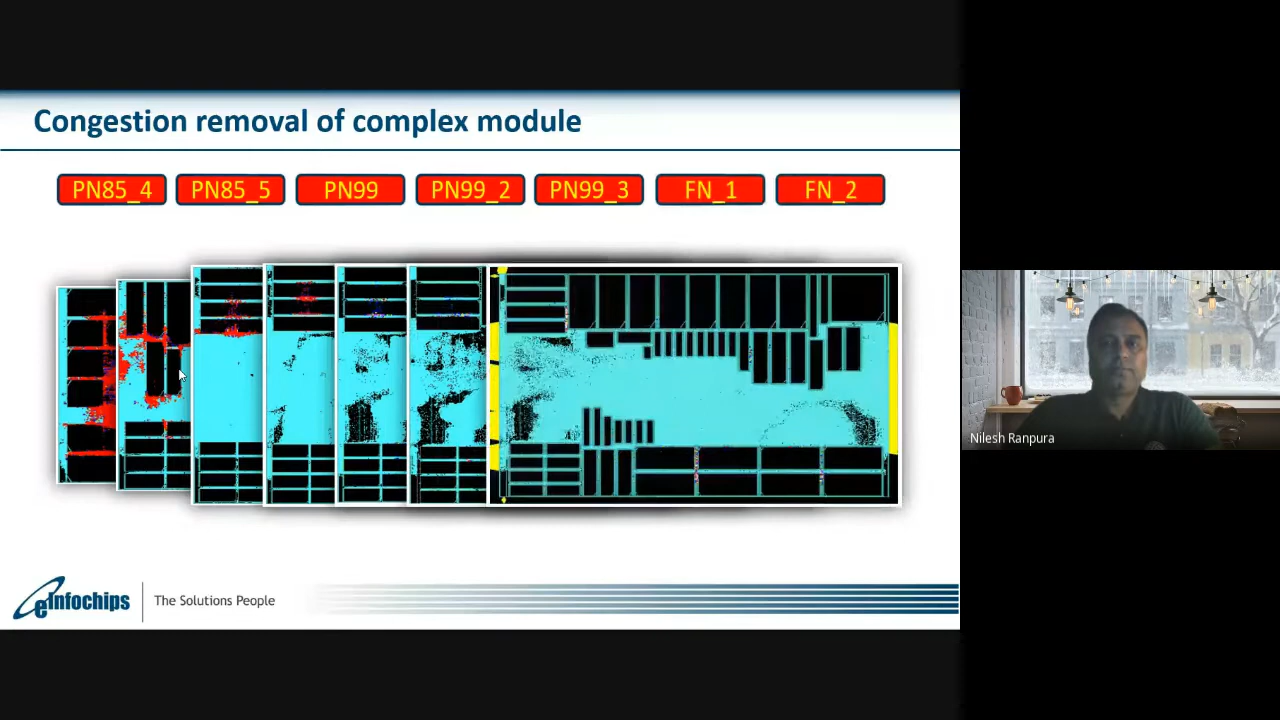 Congestion removal of complex module
PN85_4 PN85_5 PN99 PN99_2 PN99_3 FN_1 FN_2
Nilesh Ranpura
eInfochips The Solutions People